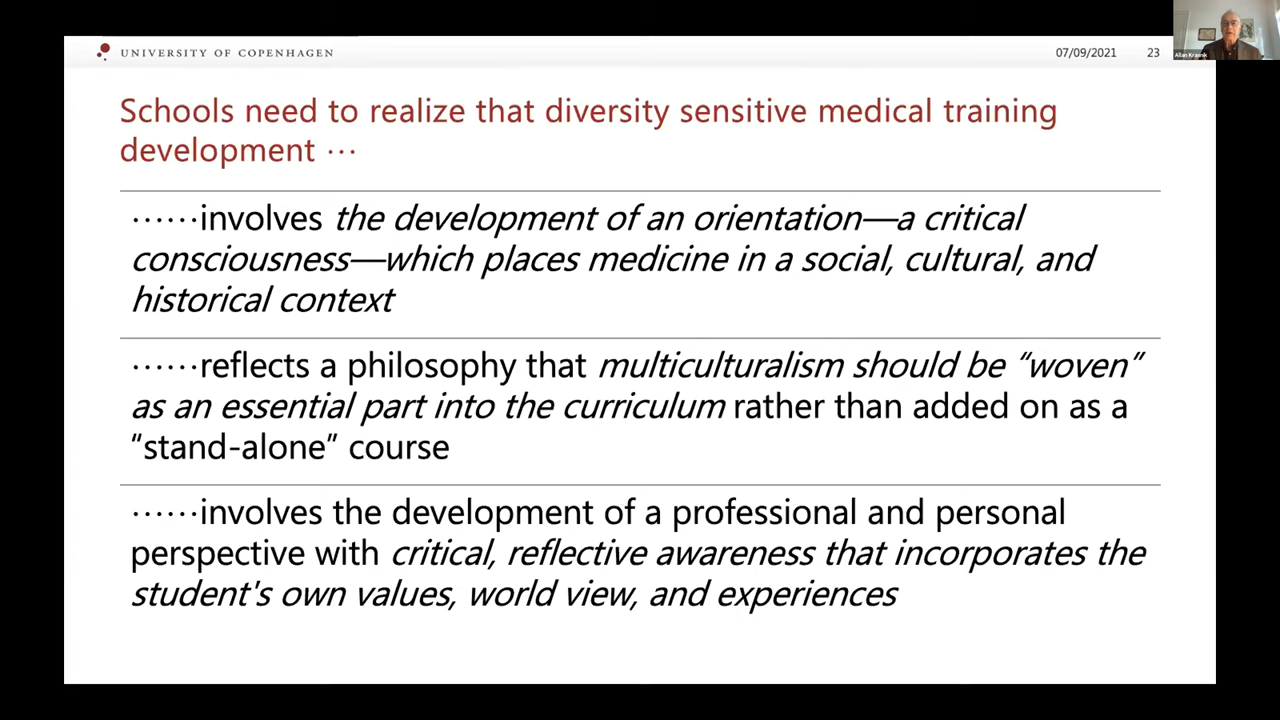 UNIVERSITY OF COPENHAGEN
07/09/2021 23
Allan Krasnik
Schools need to realize that diversity sensitive medical training
development ···
······involves the development of an orientation—a critical
consciousness—which places medicine in a social, cultural, and
historical context
······reflects a philosophy that multiculturalism should be “woven”
as an essential part into the curriculum rather than added on as a
“stand-alone” course
······involves the development of a professional and personal
perspective with critical, reflective awareness that incorporates the
student's own values, world view, and experiences